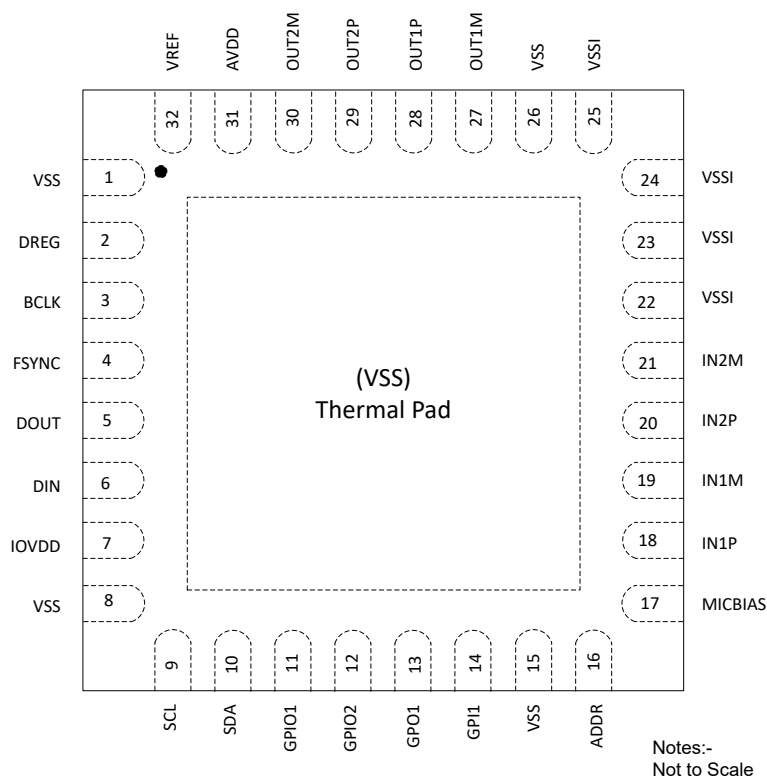 VREF
AVDD
OUT2M
OUT2P
OUT1P
OUT1M
VSS
VSSI
32
31
30
29
28
27
26
25
VSS 1
24 VSSI
DREG 2
23 VSSI
BCLK 3
22 VSSI
FSYNC 4
21 IN2M
DOUT 5
20 IN2P
DIN 6
19 IN1M
IOVDD 7
18 IN1P
VSS 8
17 MICBIAS
(VSS)
Thermal Pad
9
10
11
12
13
14
15
16
SCL
SDA
GPIO1
GPIO2
GPO1
GPI1
VSS
ADDR
Notes:-
Not to Scale